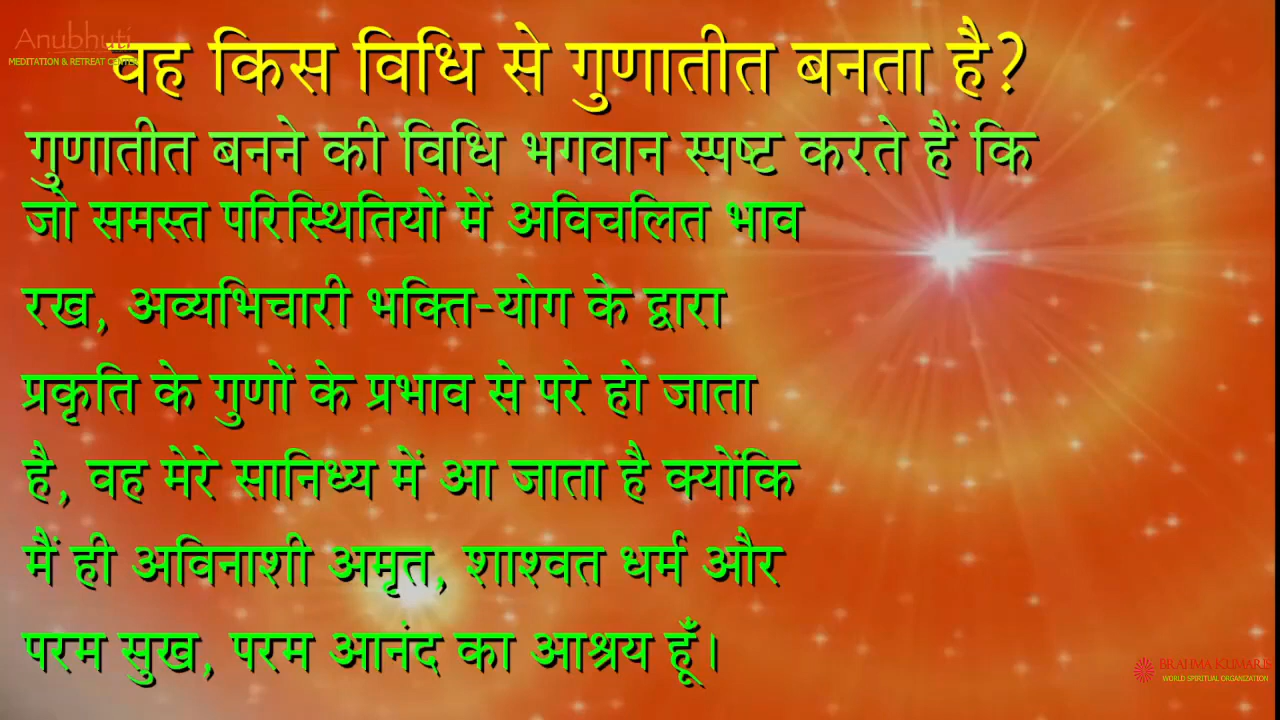 Anubhuti
MEDITATION & RETREAT CENTER
वह किस विधि से गुणातीत बनता है?
गुणातीत बनने की विधि भगवान स्पष्ट करते हैं कि
जो समस्त परिस्थितियों में अविचलित भाव
रख, अव्यभिचारी भक्ति-योग के द्वारा
प्रकृति के गुणों के प्रभाव से परे हो जाता
है, वह मेरे सानिध्य में आ जाता है क्योंकि
मैं ही अविनाशी अमृत, शाश्वत धर्म और
परम सुख, परम आनंद का आश्रय हूँ।
BRAHMA KUMARIS
WORLD SPIRITUAL ORGANIZATION